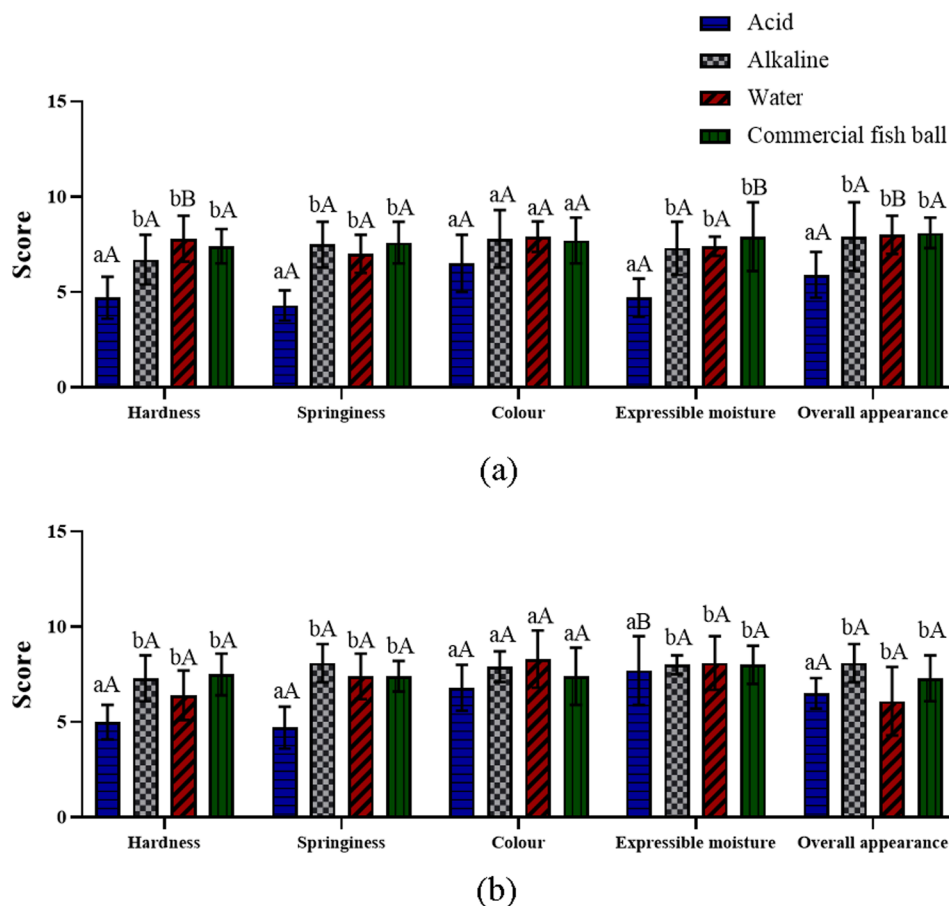 Acid
Alkaline
Water
Commercial fish ball
15
10
5
0
Score
aA bA bB bA
aA bA bA bA
aA aA aA aA
aA bA bA bB
aA bA bB bA
Hardness Springiness Colour Expressible moisture Overall appearance
(a)
15
10
5
0
Score
aA bA bA bA
aA bA bA bA
aA aA aA aA
aB bA bA bA
aA bA bA bA
Hardness Springiness Colour Expressible moisture Overall appearance
(b)